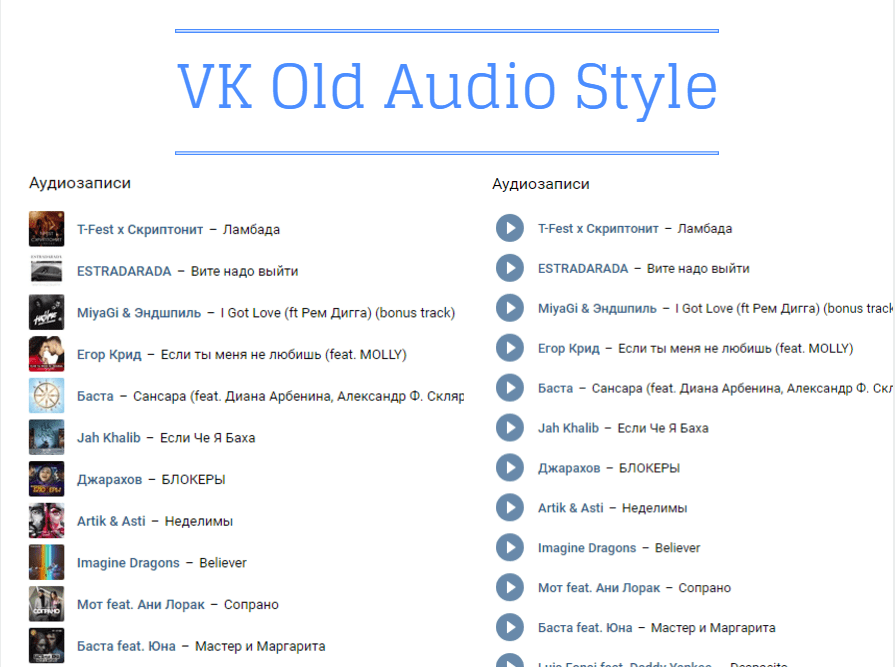 VK Old Audio Style
Аудиозаписи
T-Fest x Скриптонит – Ламбада
ESTRADARADA – Вите надо выйти
MiyaGi & Эндшпиль – I Got Love (ft Рем Дигга) (bonus track)
Егор Крид – Если ты меня не любишь (feat. MOLLY)
Баста – Сансара (feat. Диана Арбенина, Александр Ф. Скляр
Jah Khalib – Если Че Я Баха
Джарахов – БЛОКЕРЫ
Artik & Asti – Неделимы
Imagine Dragons – Believer
Мот feat. Ани Лорак – Сопрано
Баста feat. Юна – Мастер и Маргарита
Аудиозаписи
T-Fest x Скриптонит – Ламбада
ESTRADARADA – Вите надо выйти
MiyaGi & Эндшпиль – I Got Love (ft Рем Дигга) (bonus track
Егор Крид – Если ты меня не любишь (feat. MOLLY)
Баста – Сансара (feat. Диана Арбенина, Александр Ф. Скл
Jah Khalib – Если Че Я Баха
Джарахов – БЛОКЕРЫ
Artik & Asti – Неделимы
Imagine Dragons – Believer
Мот feat. Ани Лорак – Сопрано
Баста feat. Юна – Мастер и Маргарита
Luis Fonsi feat. Daddy Yankee – Despacito